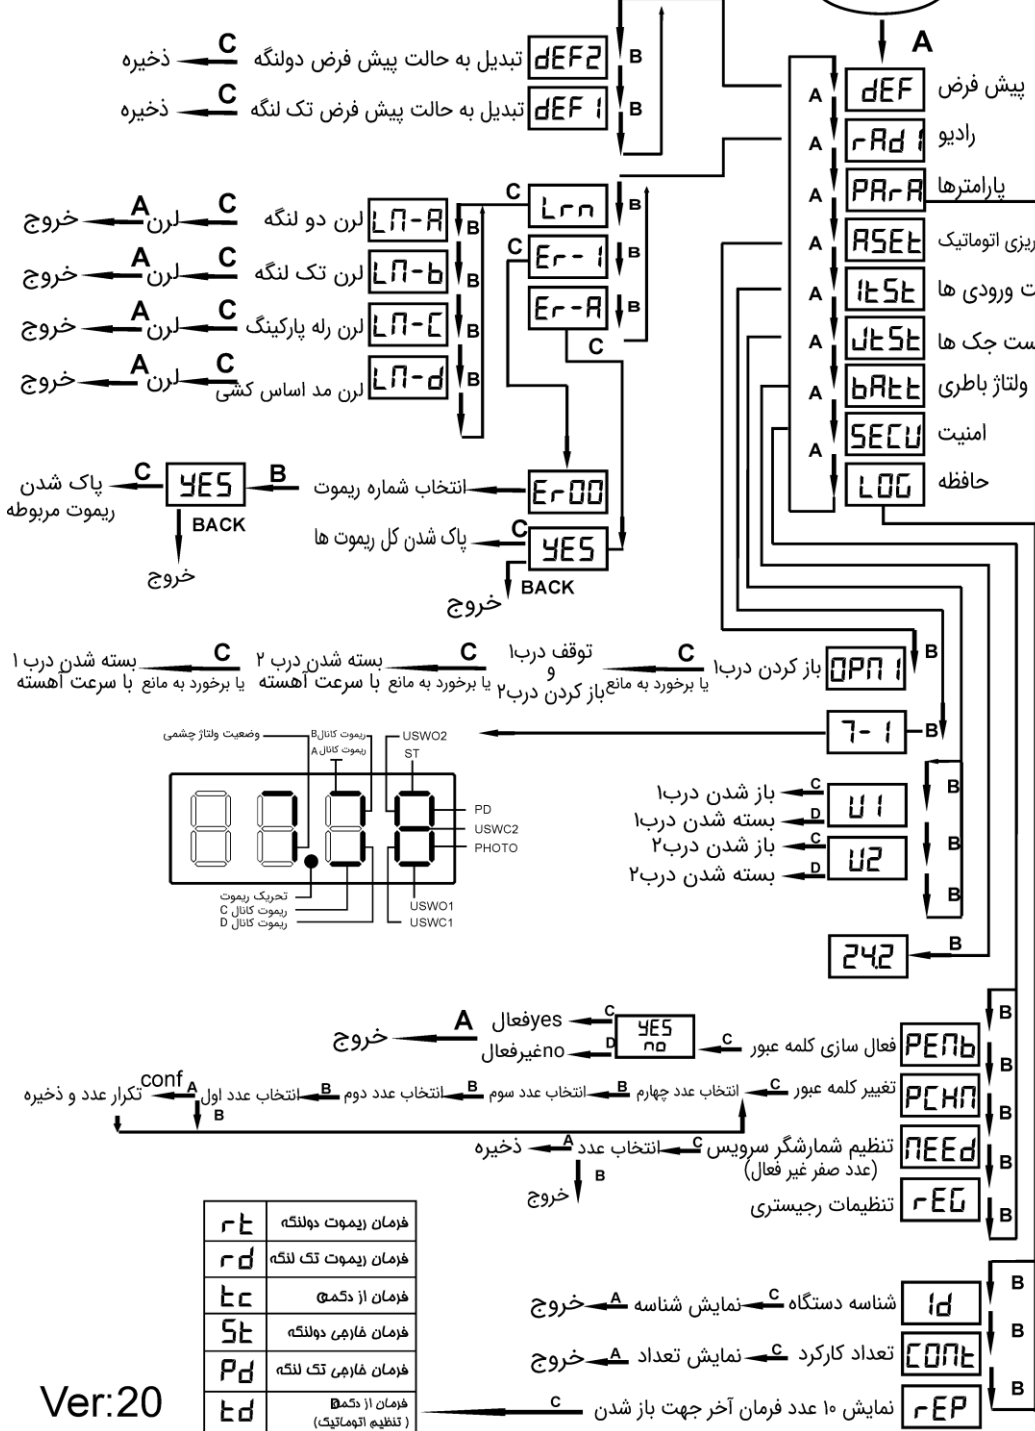 A
B
dEF2 تبدیل به حالت پیش فرض دولنگه C ذخیره
B
dEF1 تبدیل به حالت پیش فرض تک لنگه C ذخیره
dEF پیش فرض
A
rAd1 رادیو
A
PArA پارامترها
A
ASEt ریزی اتوماتیک
A
1tSt ت ورودی ها
A
JtSt ست جک ها
A
bAtt ولتاژ باطری
A
SECU امنیت
A
LOG حافظه
C Lrn B
C Er-1 B
Er-A B
C
LN-A لرن دو لنگه C لرن A خروج
B
LN-b لرن تک لنگه C لرن A خروج
B
LN-C لرن رله پارکینگ C لرن A خروج
B
LN-d لرن مد اساس کشی C لرن A خروج
B
Er00 انتخاب شماره ریموت B YES C پاک شدن
ریموت مربوطه
BACK
خروج
YES C پاک شدن کل ریموت ها
BACK
خروج
B
OPN1 باز کردن درب۱ C توقف درب۱
یا برخورد به مانع و
باز کردن درب۲
C بسته شدن درب ۲
یا برخورد به مانع با سرعت آهسته
C بسته شدن درب ۱
یا برخورد به مانع با سرعت آهسته
7-1 B
وضعیت ولتاژ چشمی
ریموت کانال B
ریموت کانال A
USWO2
ST
PD
USWC2
PHOTO
USWO1
USWC1
تحریک ریموت
ریموت کانال C
ریموت کانال D
B
U1 C باز شدن درب۱
D بسته شدن درب۱
B
U2 C باز شدن درب۲
D بسته شدن درب۲
B
24.2 B
B
PENb فعال سازی کلمه عبور C YES no
C yesفعال
D noغیرفعال
A خروج
B
PCHN تغییر کلمه عبور C انتخاب عدد چهارم B انتخاب عدد سوم B انتخاب عدد دوم B انتخاب عدد اول A conf تکرار عدد و ذخیره
B
B
NEEd تنظیم شمارشگر سرویس C انتخاب عدد A ذخیره
(عدد صفر غیر فعال)
B
خروج
B
rEG تنظیمات رجیستری
B
1d شناسه دستگاه C نمایش شناسه A خروج
B
CONt تعداد کارکرد C نمایش تعداد A خروج
B
rEP نمایش ۱۰ عدد فرمان آخر جهت باز شدن C
rt فرمان ریموت دولنگه
rd فرمان ریموت تک لنگه
tc فرمان از دکمه
St فرمان خارجی دولنگه
Pd فرمان خارجی تک لنگه
td فرمان از دکمه D
( تنظیم اتوماتیک)
Ver:20